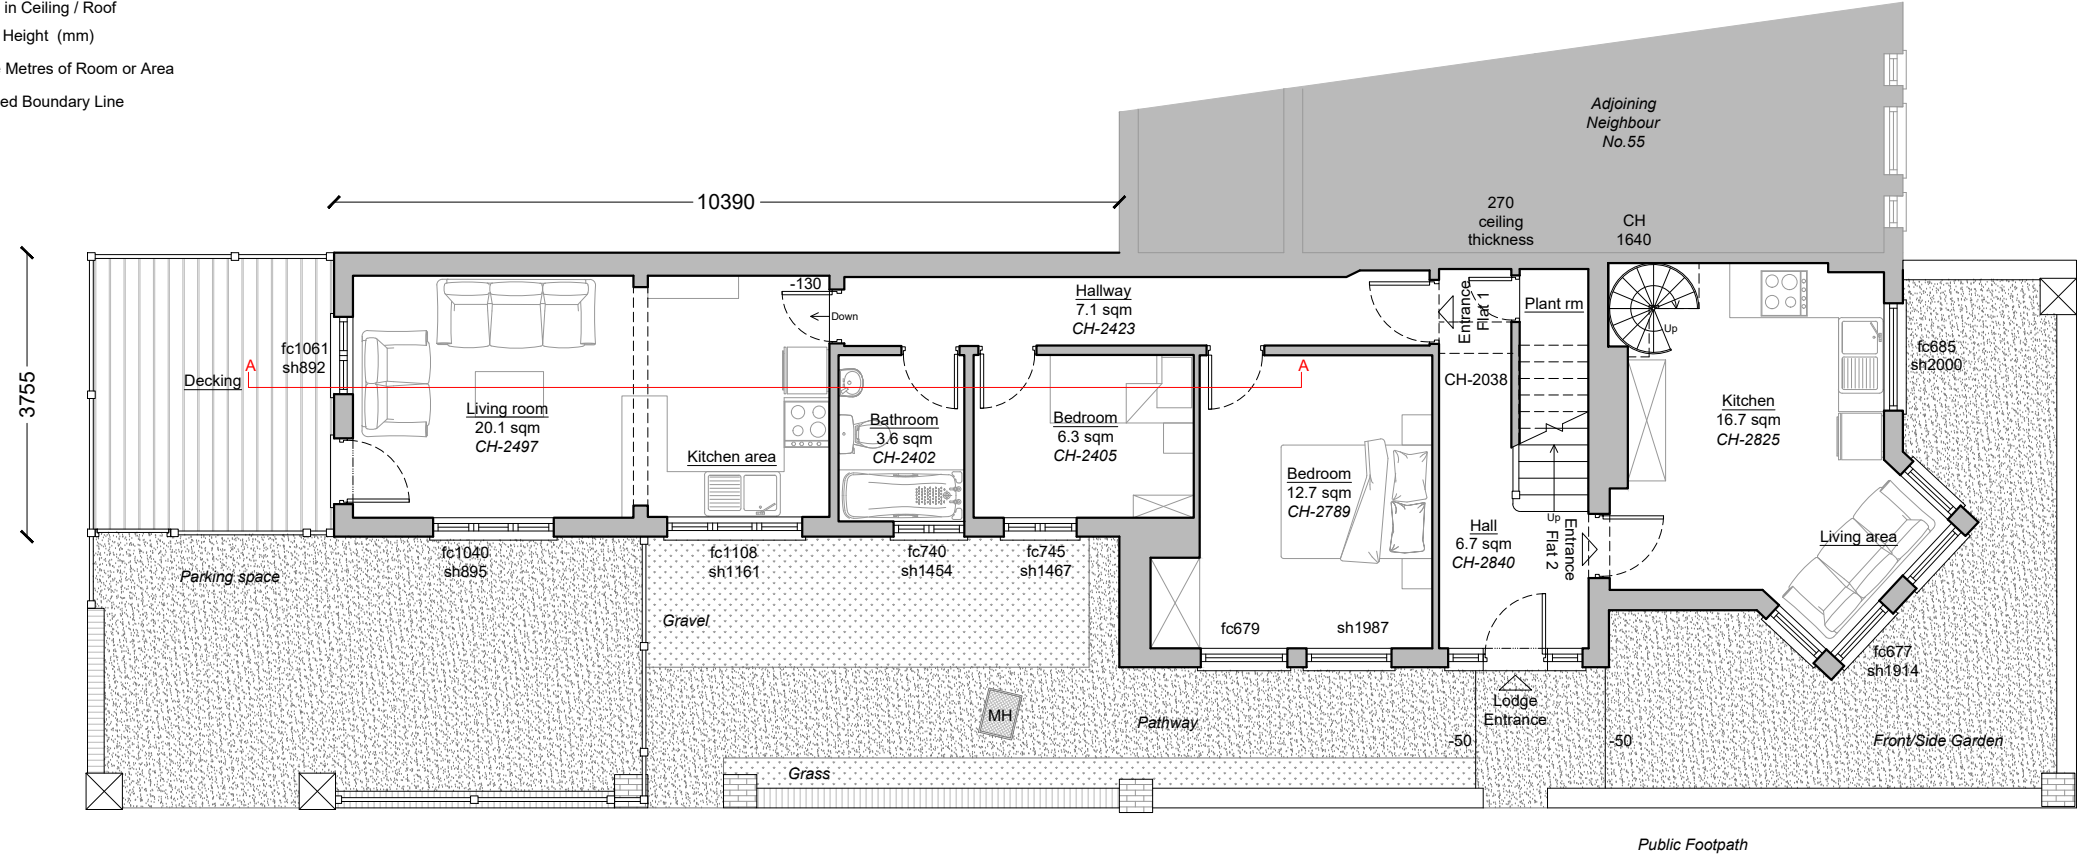 in Ceiling / Roof
Height (mm)
Metres of Room or Area
ed Boundary Line
Adjoining
Neighbour
No.55
10390
270
ceiling
thickness
CH
1640
3755
-130
Down
Hallway
7.1 sqm
CH-2423
Entrance
Flat 1
Plant rm
Up
fc1061
sh892
A
A
Decking
Living room
20.1 sqm
CH-2497
Kitchen area
Bathroom
3.6 sqm
CH-2402
Bedroom
6.3 sqm
CH-2405
Bedroom
12.7 sqm
CH-2789
CH-2038
Kitchen
16.7 sqm
CH-2825
fc685
sh2000
Up
Hall
6.7 sqm
CH-2840
Entrance
Flat 2
Living area
fc1040
sh895
fc1108
sh1161
fc740
sh1454
fc745
sh1467
Parking space
Gravel
fc679
sh1987
fc677
sh1914
MH
Pathway
Lodge
Entrance
-50
-50
Front/Side Garden
Grass
Public Footpath